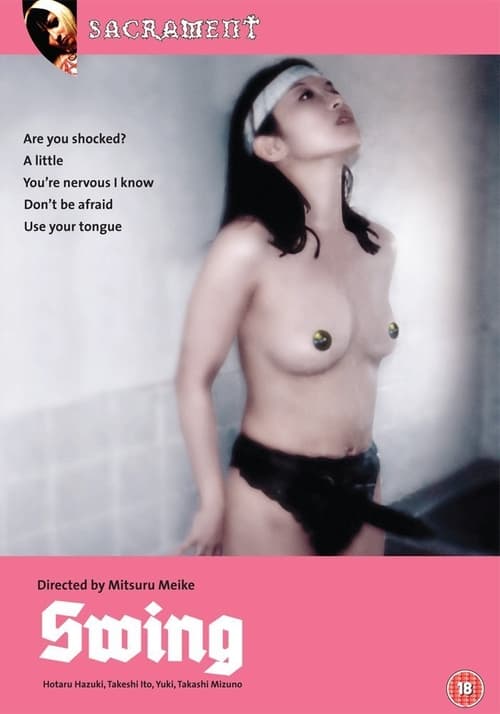 SACRAMENT
Are you shocked?
A little
You're nervous I know
Don't be afraid
Use your tongue
Directed by Mitsuru Meike
Swing
Hotaru Hazuki, Takeshi Ito, Yuki, Takashi Mizuno
18